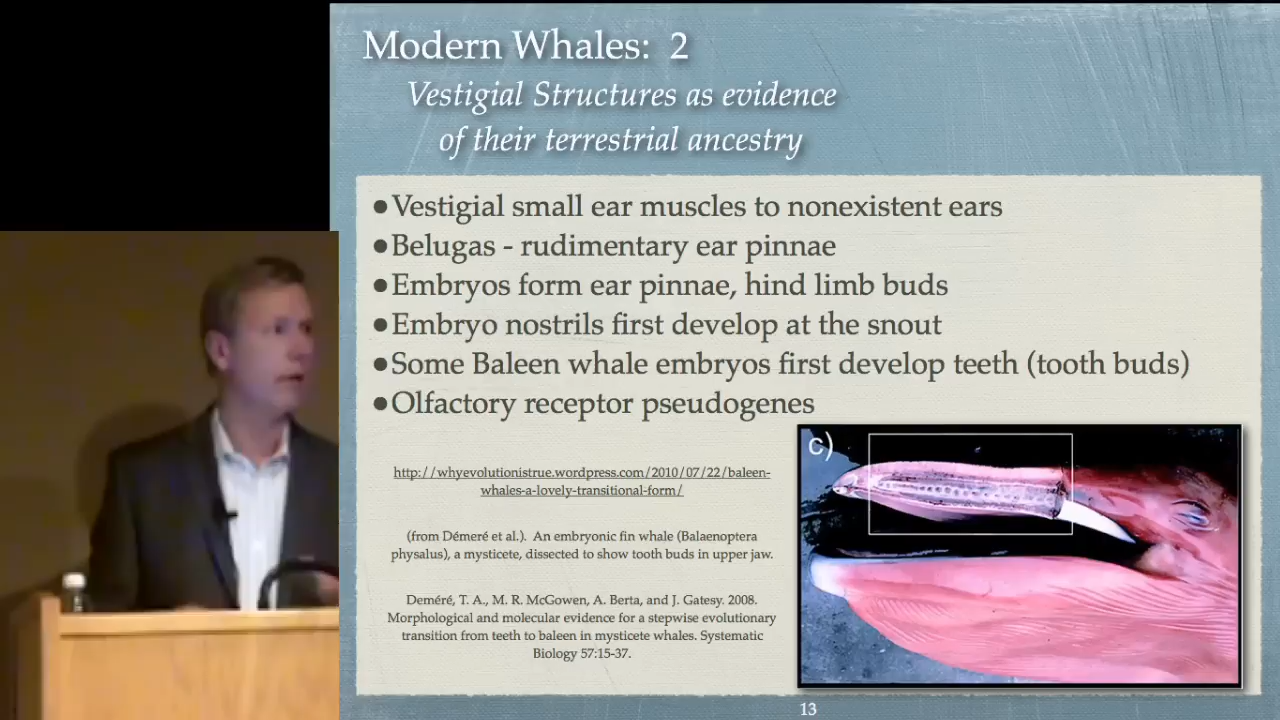 Modern Whales: 2
Vestigial Structures as evidence
of their terrestrial ancestry
●Vestigial small ear muscles to nonexistent ears
●Belugas - rudimentary ear pinnae
●Embryos form ear pinnae, hind limb buds
●Embryo nostrils first develop at the snout
●Some Baleen whale embryos first develop teeth (tooth buds)
●Olfactory receptor pseudogenes
http://whyevolutionistrue.wordpress.com/2010/07/22/baleen-
whales-a-lovely-transitional-form/
(from Démeré et al.). An embryonic fin whale (Balaenoptera
physalus), a mysticete, dissected to show tooth buds in upper jaw.
Deméré, T. A., M. R. McGowen, A. Berta, and J. Gatesy. 2008.
Morphological and molecular evidence for a stepwise evolutionary
transition from teeth to baleen in mysticete whales. Systematic
Biology 57:15-37.
c)
13